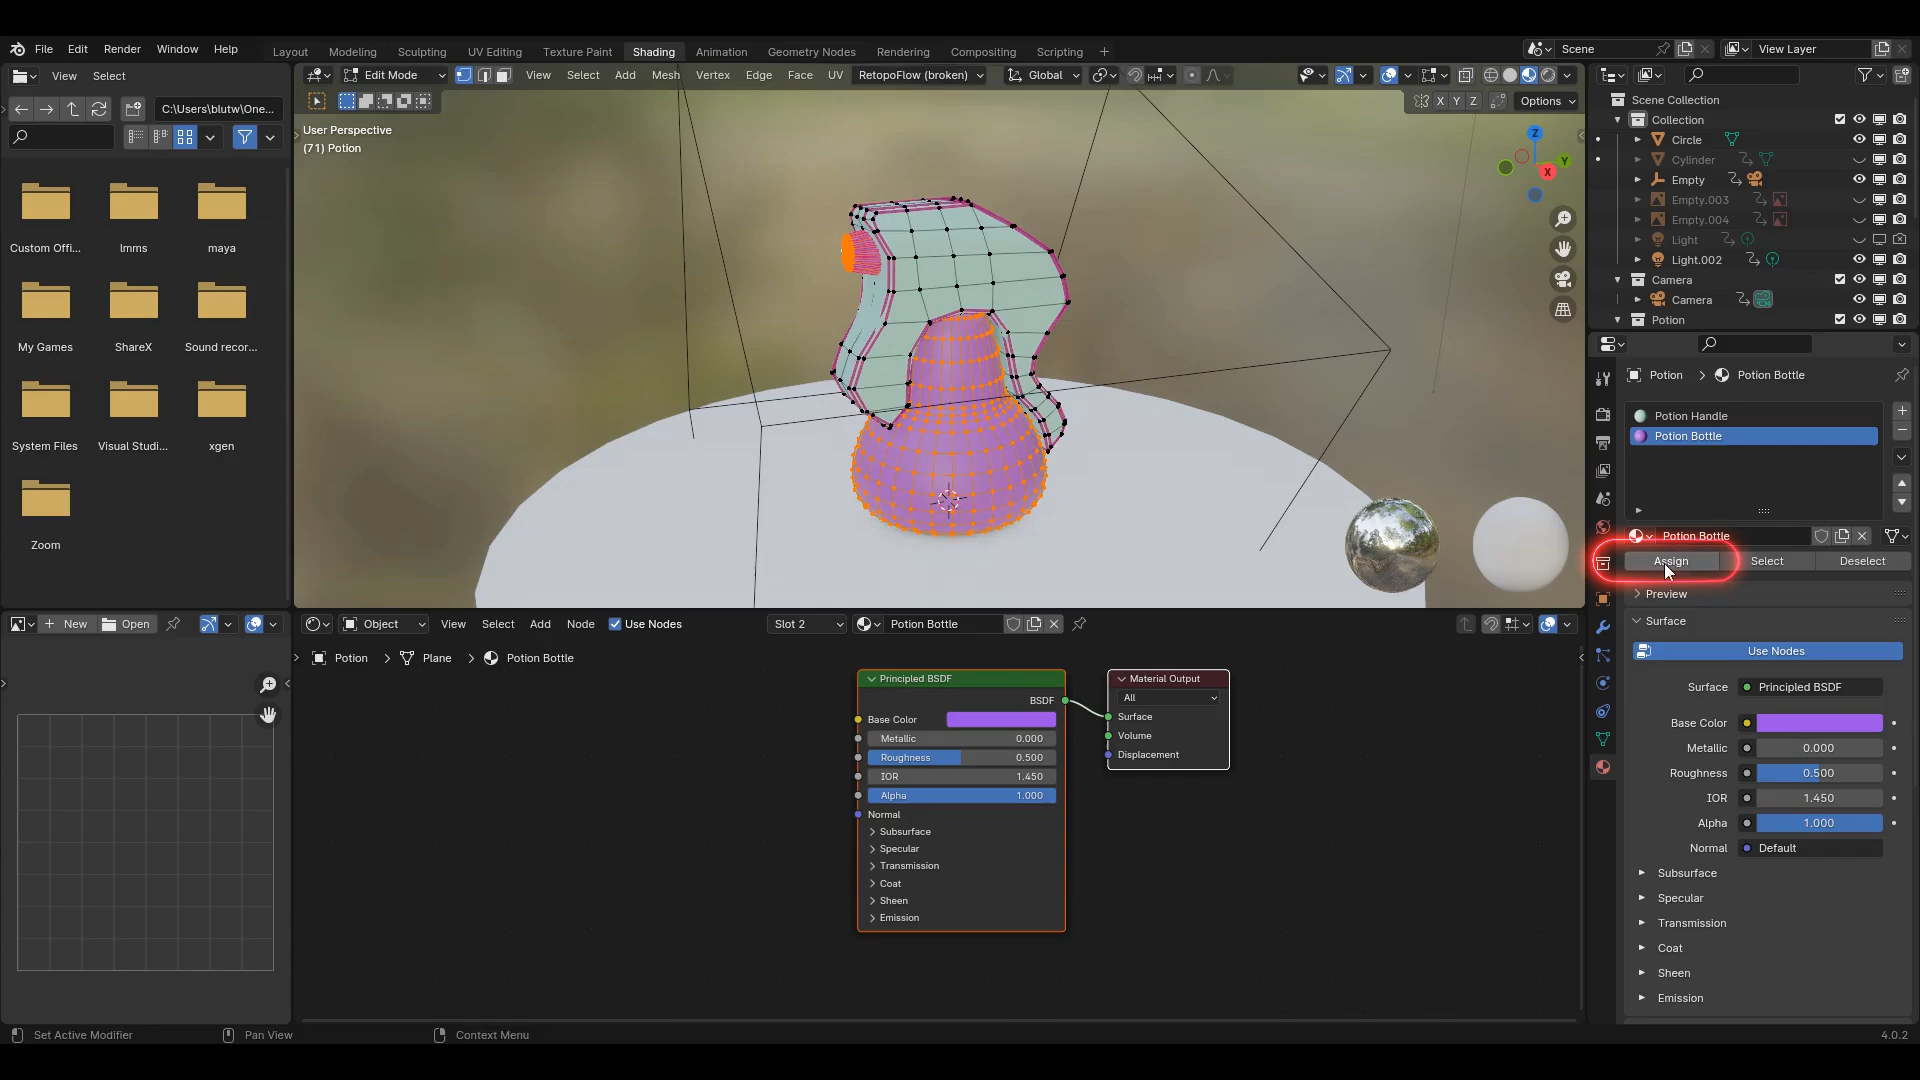 File Edit Render Window Help
Layout Modeling Sculpting UV Editing Texture Paint Shading Animation Geometry Nodes Rendering Compositing Scripting +
Scene
View Layer
View Select
Edit Mode
View Select Add Mesh Vertex Edge Face UV RetopoFlow (broken)
Global
C:\Users\blutw\One...
X Y Z Options
User Perspective
(71) Potion
Z
Y
X
Custom Offi... lmms maya
My Games ShareX Sound recor...
System Files Visual Studi... xgen
Zoom
Scene Collection
Collection
Circle
Cylinder
Empty
Empty.003
Empty.004
Light
Light.002
Camera
Camera
Potion
Potion > Potion Bottle
Potion Handle
Potion Bottle
Potion Bottle
Assign Select Deselect
Preview
Surface
Use Nodes
Surface Principled BSDF
Base Color
Metallic 0.000
Roughness 0.500
IOR 1.450
Alpha 1.000
Normal Default
Subsurface
Specular
Transmission
Coat
Sheen
Emission
+ New Open
Object View Select Add Node Use Nodes Slot 2 Potion Bottle
Potion > Plane > Potion Bottle
Principled BSDF
BSDF
Base Color
Metallic 0.000
Roughness 0.500
IOR 1.450
Alpha 1.000
Normal
Subsurface
Specular
Transmission
Coat
Sheen
Emission
Material Output
All
Surface
Volume
Displacement
Set Active Modifier Pan View Context Menu 4.0.2